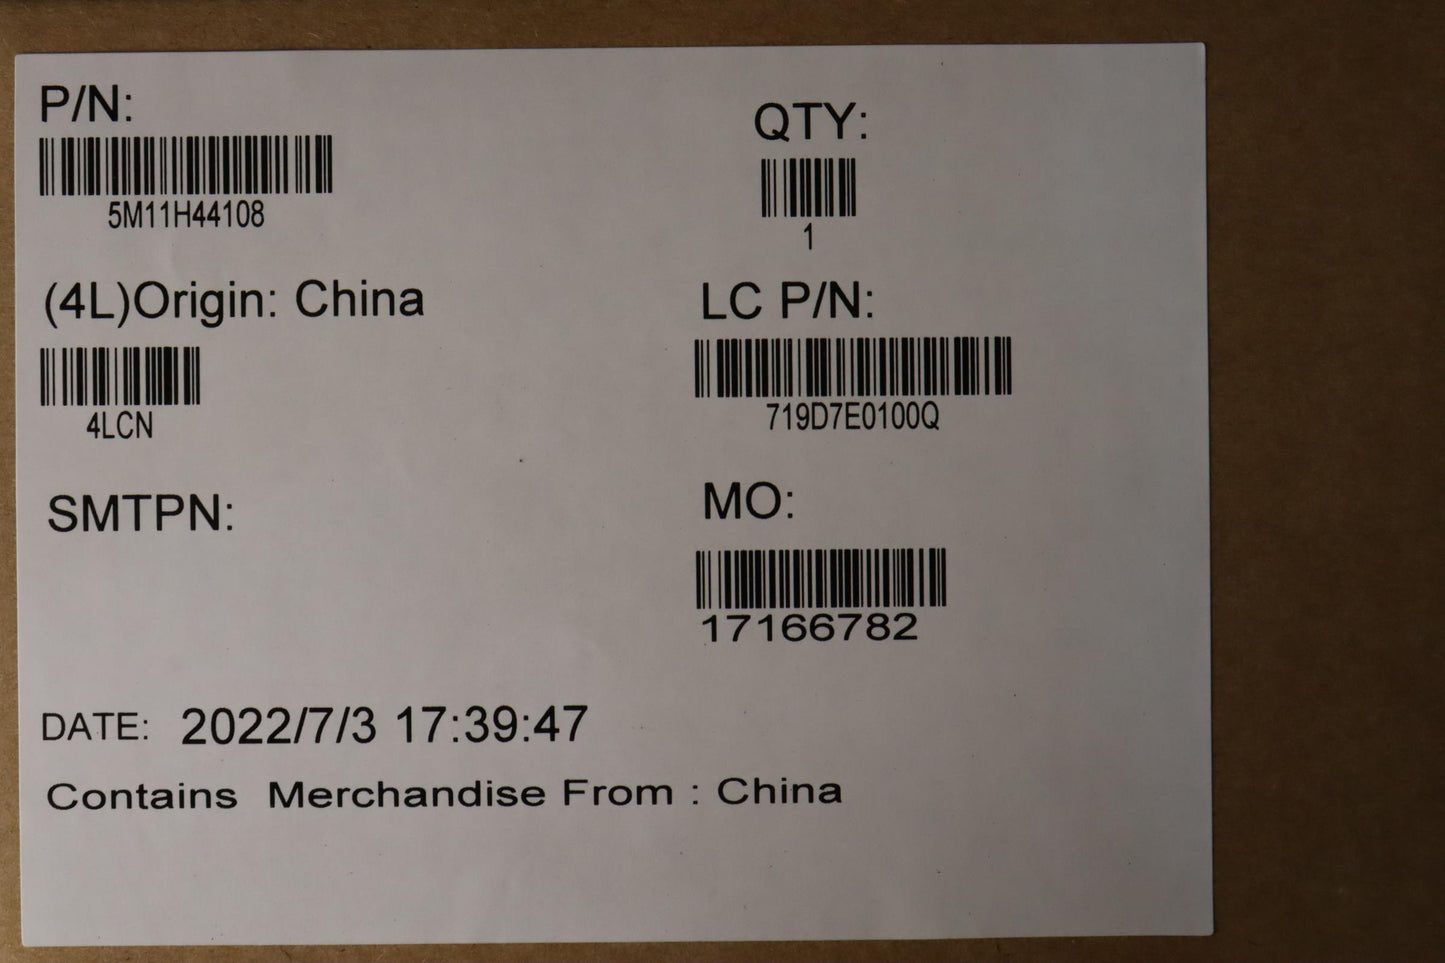 P/N:
5M11H44108
QTY:
1
(4L)Origin: China
4LCN
LC P/N:
719D7E0100Q
SMTPN:
MO:
17166782
DATE: 2022/7/3 17:39:47
Contains Merchandise From : China